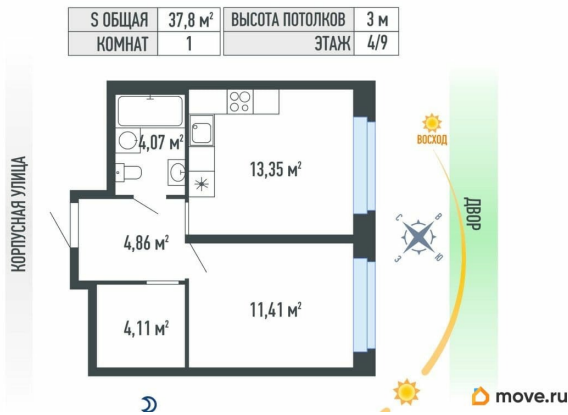 S ОБЩАЯ 37,8 м² ВЫСОТА ПОТОЛКОВ 3 м
КОМНАТ 1 ЭТАЖ 4/9
КОРПУСНАЯ УЛИЦА
4,07 м²
13,35 м²
4,86 м²
4,11 м²
11,41 м²
ВОСХОД
С В
З Ю
ДВОР
move.ru